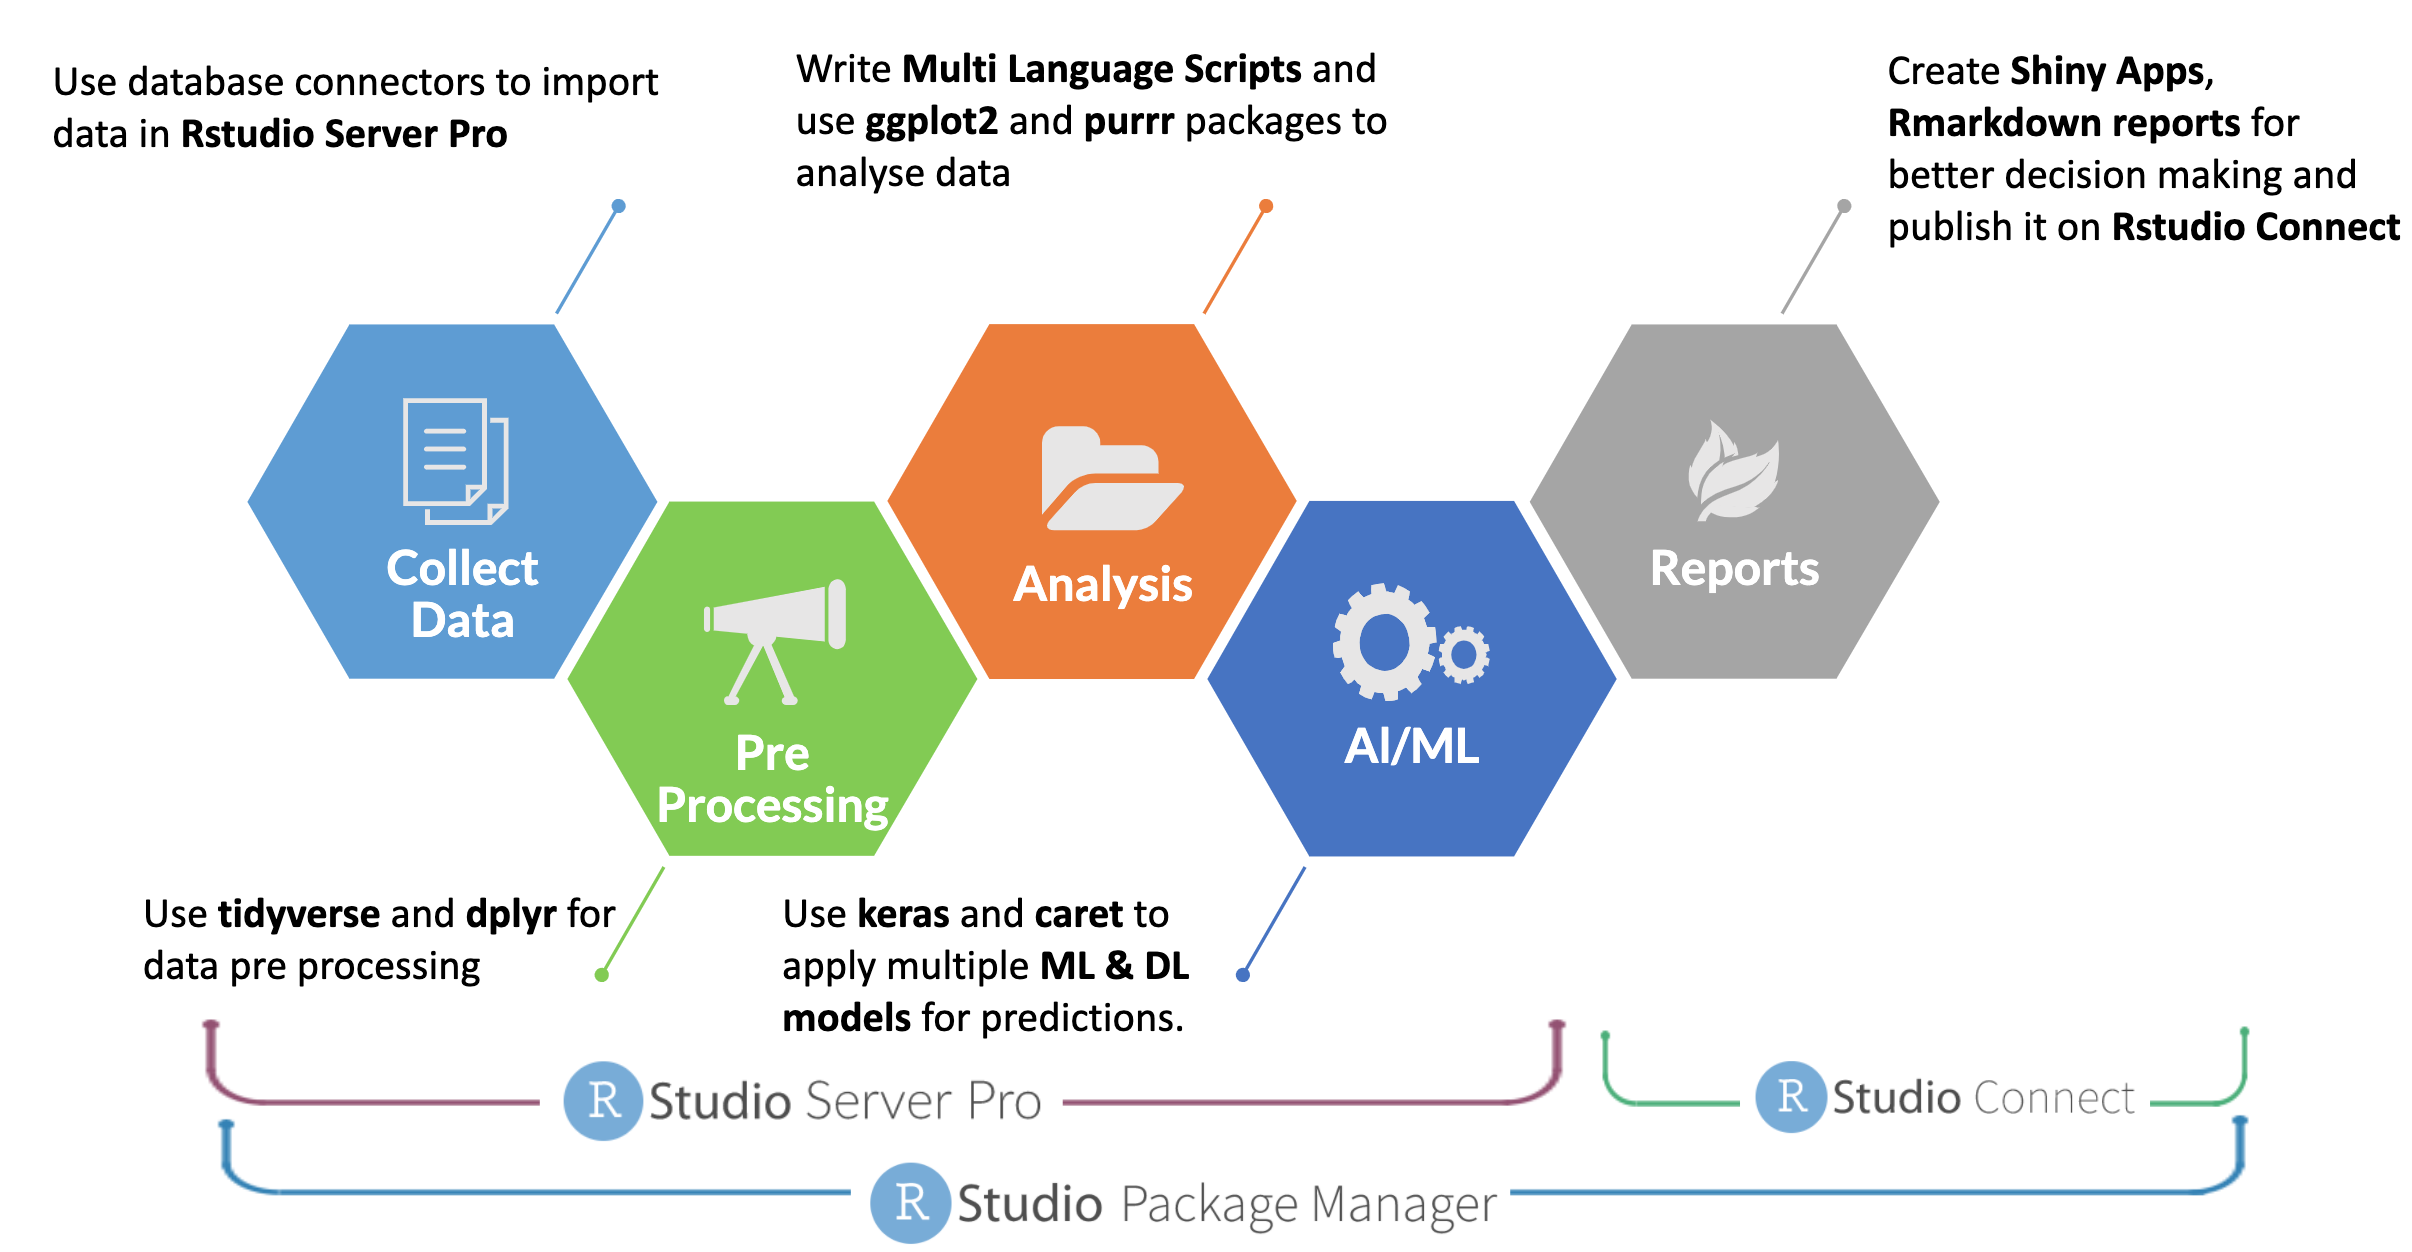 Use database connectors to import
data in Rstudio Server Pro
Write Multi Language Scripts and
use ggplot2 and purrr packages to
analyse data
Create Shiny Apps,
Rmarkdown reports for
better decision making and
publish it on Rstudio Connect
Collect
Data
Pre
Processing
Analysis
AI/ML
Reports
Use tidyverse and dplyr for
data pre processing
Use keras and caret to
apply multiple ML & DL
models for predictions.
R Studio Server Pro
R Studio Connect
R Studio Package Manager